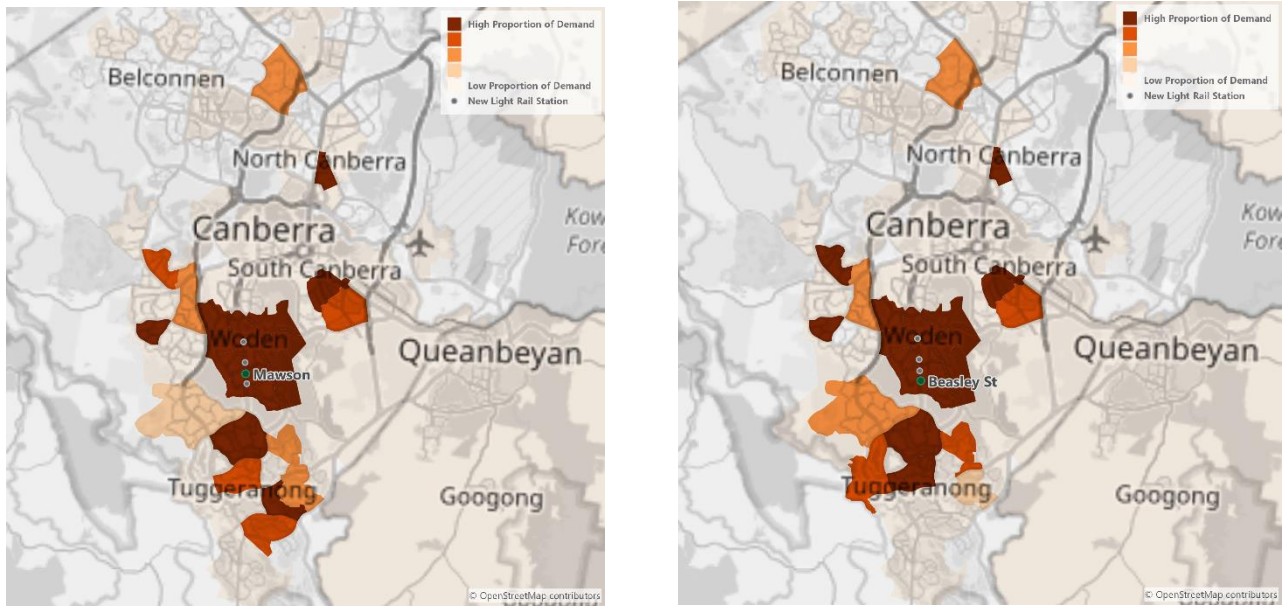 High Proportion of Demand
Low Proportion of Demand
New Light Rail Station
Belconnen
North Canberra
Canberra
Kow
Fore
South Canberra
Woden
Queanbeyan
Mawson
Tuggeranong
Googong
© OpenStreetMap contributors
High Proportion of Demand
Low Proportion of Demand
New Light Rail Station
Belconnen
North Canberra
Canberra
Kow
Fore
South Canberra
Woden
Queanbeyan
Beasley St
Tuggeranong
Googong
© OpenStreetMap contributors